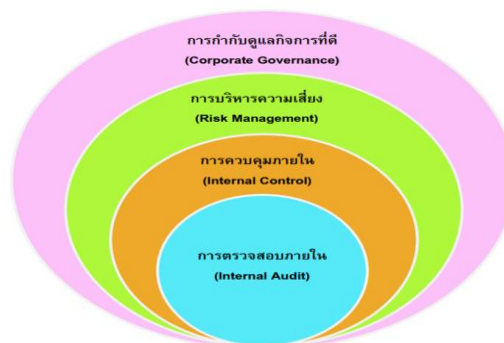 การกำกับดูแลกิจการที่ดี
(Corporate Governance)
การบริหารความเสี่ยง
(Risk Management)
การควบคุมภายใน
(Internal Control)
การตรวจสอบภายใน
(Internal Audit)